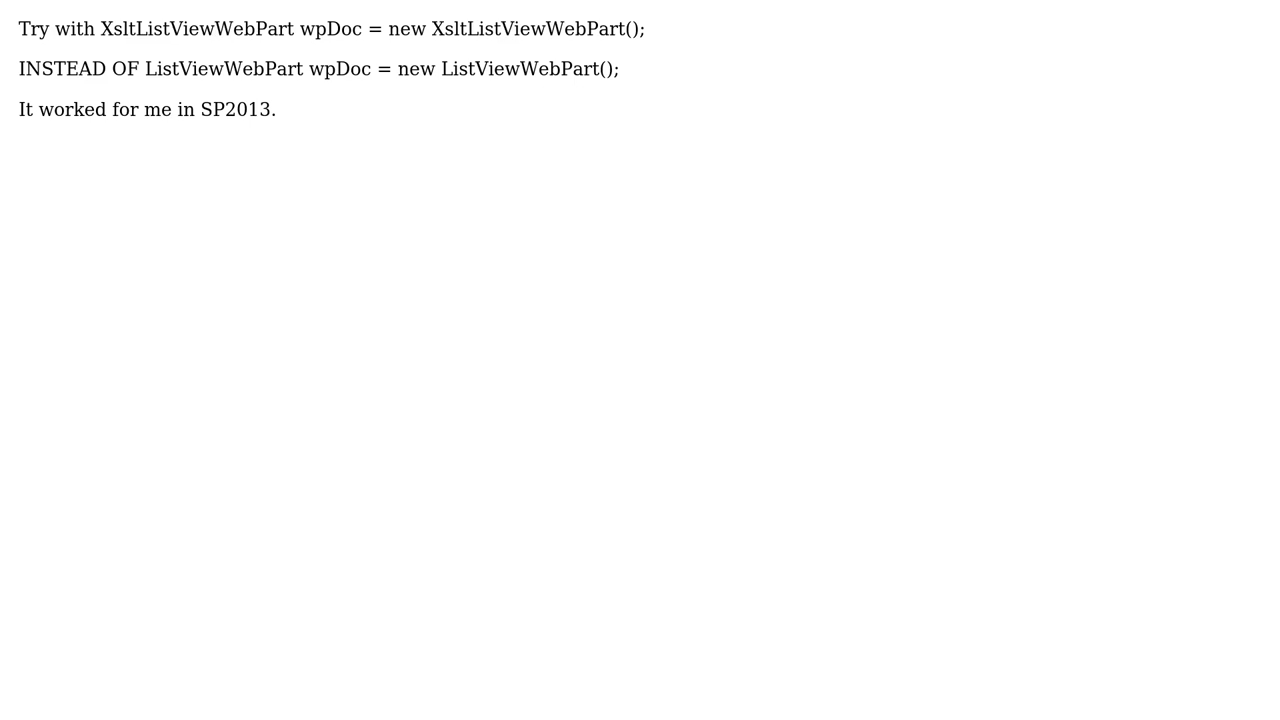 Try with XsltListViewWebPart wpDoc = new XsltListViewWebPart();
INSTEAD OF ListViewWebPart wpDoc = new ListViewWebPart();
It worked for me in SP2013.